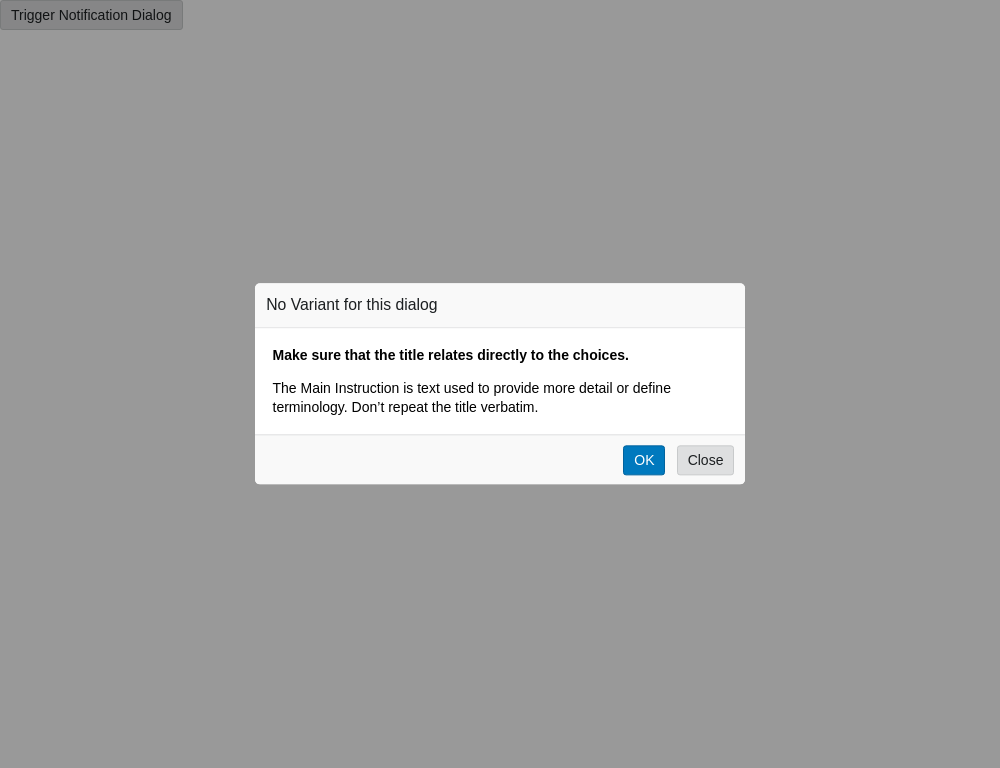 Trigger Notification Dialog
No Variant for this dialog
Make sure that the title relates directly to the choices.
The Main Instruction is text used to provide more detail or define
terminology. Don’t repeat the title verbatim.
OK Close